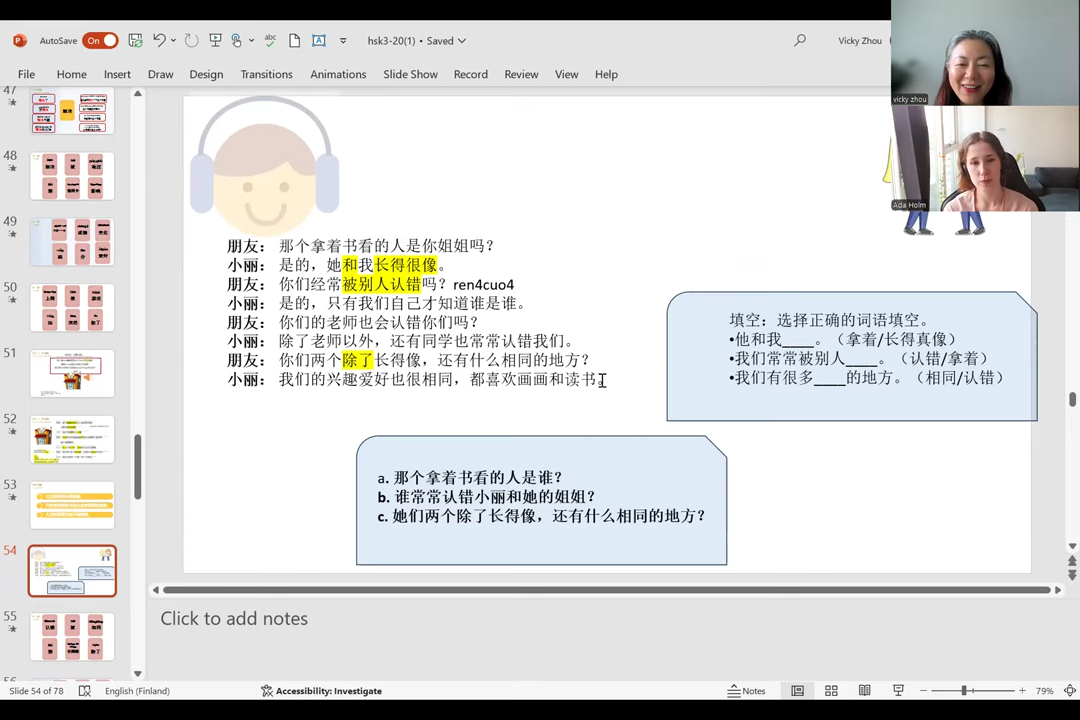 AutoSave On hsk3-20(1) • Saved Vicky Zhou
File Home Insert Draw Design Transitions Animations Slide Show Record Review View Help
vicky zhou
Ada Holm
47
48
49
50
51
52
53
54
55
朋友： 那个拿着书看的人是你姐姐吗？
小丽： 是的，她和我长得很像。
朋友： 你们经常被别人认错吗？ren4cuo4
小丽： 是的，只有我们自己才知道谁是谁。
朋友： 你们的老师也会认错你们吗？
小丽： 除了老师以外，还有同学也常常认错我们。
朋友： 你们两个除了长得像，还有什么相同的地方？
小丽： 我们的兴趣爱好也很相同，都喜欢画画和读书。
填空：选择正确的词语填空。
•他和我____。（拿着/长得真像）
•我们常常被别人____。（认错/拿着）
•我们有很多____的地方。（相同/认错）
a. 那个拿着书看的人是谁？
b. 谁常常认错小丽和她的姐姐？
c. 她们两个除了长得像，还有什么相同的地方？
Click to add notes
Slide 54 of 78 English (Finland) Accessibility: Investigate Notes 79%